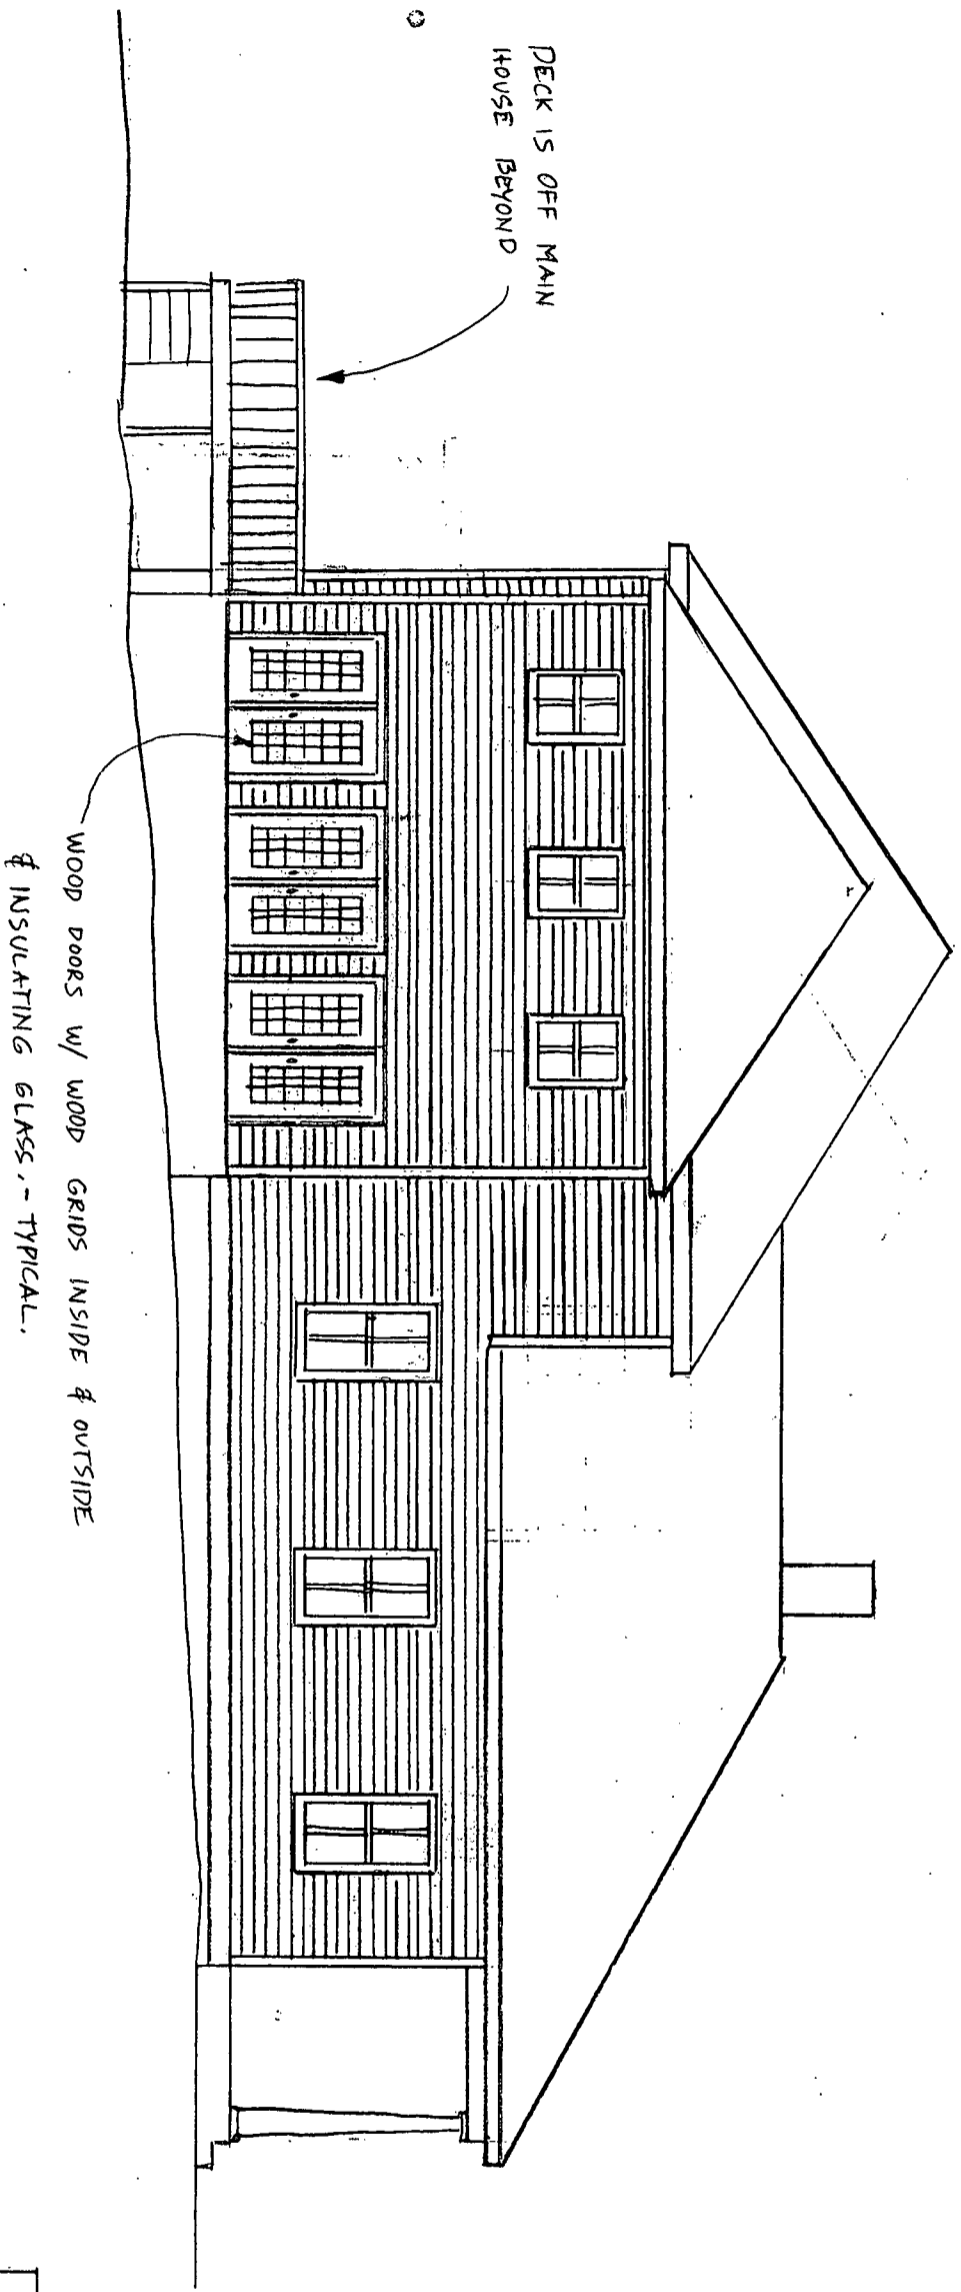 DECK IS OFF MAIN
HOUSE BEYOND
WOOD DOORS W/ WOOD GRIDS INSIDE & OUTSIDE
& INSULATING GLASS.- TYPICAL.